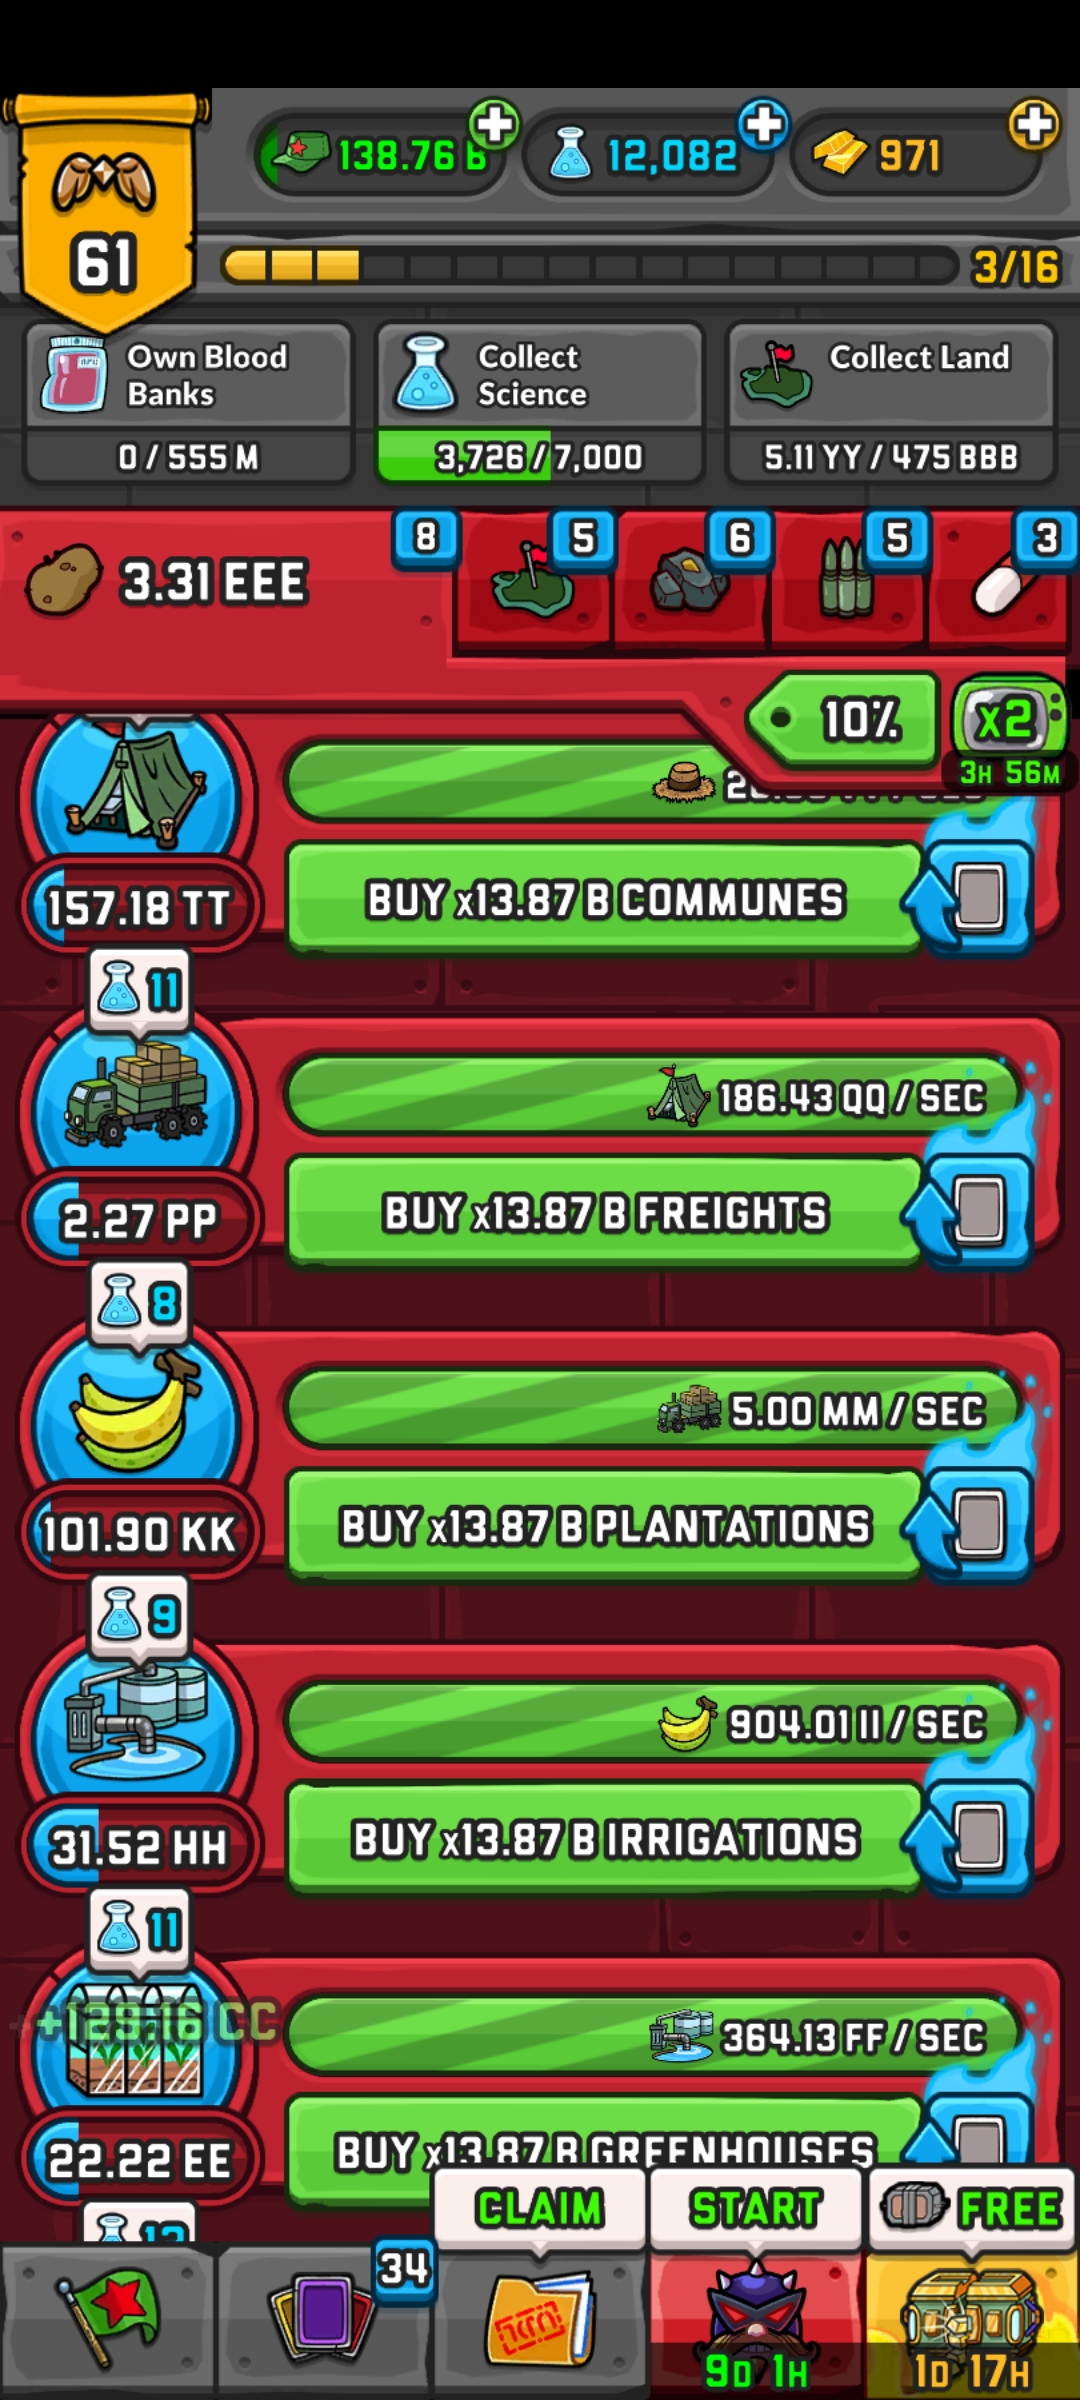 138.76 B
12,082
971
61
3/16
Own Blood
Banks
0 / 555 M
Collect
Science
3,726 / 7,000
Collect Land
5.11 YY / 475 BBB
3.31 EEE
8
5
6
5
3
10%
x2
3H 56M
157.18 TT
BUY x13.87 B COMMUNES
11
186.43 QQ / SEC
2.27 PP
BUY x13.87 B FREIGHTS
8
5.00 MM / SEC
101.90 KK
BUY x13.87 B PLANTATIONS
9
904.01 II / SEC
31.52 HH
BUY x13.87 B IRRIGATIONS
11
+129.16 CC
364.13 FF / SEC
22.22 EE
BUY x13.87 B GREENHOUSES
12
CLAIM
START
FREE
34
9D 1H
1D 17H